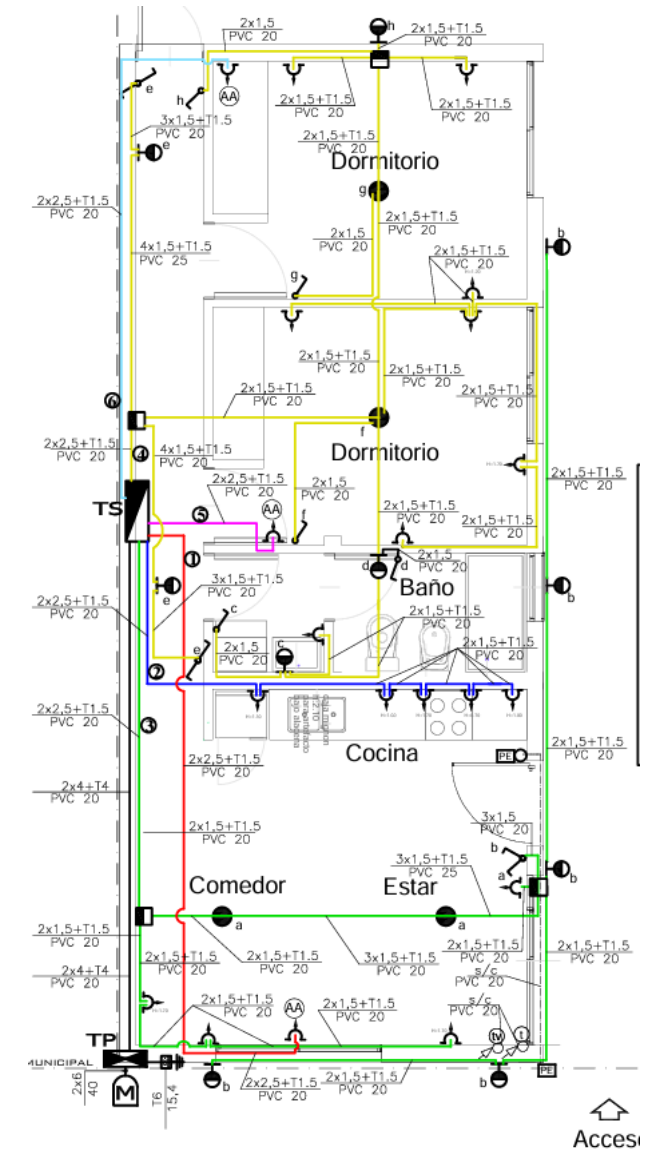 2x1,5
PVC 20
h
2x1,5+T1.5
PVC 20
e
h
AA
2x1,5+T1.5
PVC 20
2x1,5+T1.5
PVC 20
3x1,5+T1.5
PVC 20
e
2x1,5+T1.5
PVC 20
Dormitorio
g
2x2,5+T1.5
PVC 20
2x1,5+T1.5
PVC 20
2x1,5
PVC 20
b
4x1,5+T1.5
PVC 25
2x1,5+T1.5
PVC 20
g
2x1,5+T1.5
PVC 20
2x1,5+T1.5
PVC 20
2x1,5+T1.5
PVC 20
2x1,5+T1.5
PVC 20
6
f
2x2,5+T1.5
PVC 20
4
4x1,5+T1.5
PVC 20
Dormitorio
2x1,5+T1.5
PVC 20
2x2,5+T1.5
PVC 20
2x1,5
PVC 20
TS
5
AA
f
2x1,5+T1.5
PVC 20
2x1,5+T1.5
PVC 20
1
2x1,5
PVC 20
d
d
3x1,5+T1.5
PVC 20
e
Baño
b
2x2,5+T1.5
PVC 20
c
2x1,5+T1.5
PVC 20
e
2x1,5
PVC 20
c
2x1,5+T1.5
PVC 20
2
2x2,5+T1.5
PVC 20
3
Cocina
2x1,5+T1.5
PVC 20
2x2,5+T1.5
PVC 20
PE
2x4+T4
PVC 20
3x1,5
PVC 20
2x1,5+T1.5
PVC 20
b
3x1,5+T1.5
PVC 25
a
b
Comedor
Estar
a
a
2x1,5+T1.5
PVC 20
2x1,5+T1.5
PVC 20
2x1,5+T1.5
PVC 20
3x1,5+T1.5
PVC 20
2x1,5+T1.5
PVC 20
2x1,5+T1.5
PVC 20
2x4+T4
PVC 20
s/c
PVC 20
2x1,5+T1.5
PVC 20
AA
2x1,5+T1.5
PVC 20
s/c
PVC 20
TP
tv
t
MUNICIPAL
PE
2x6
40
M
T6
15,4
b
2x2,5+T1.5
PVC 20
2x1,5+T1.5
PVC 20
b
Acces